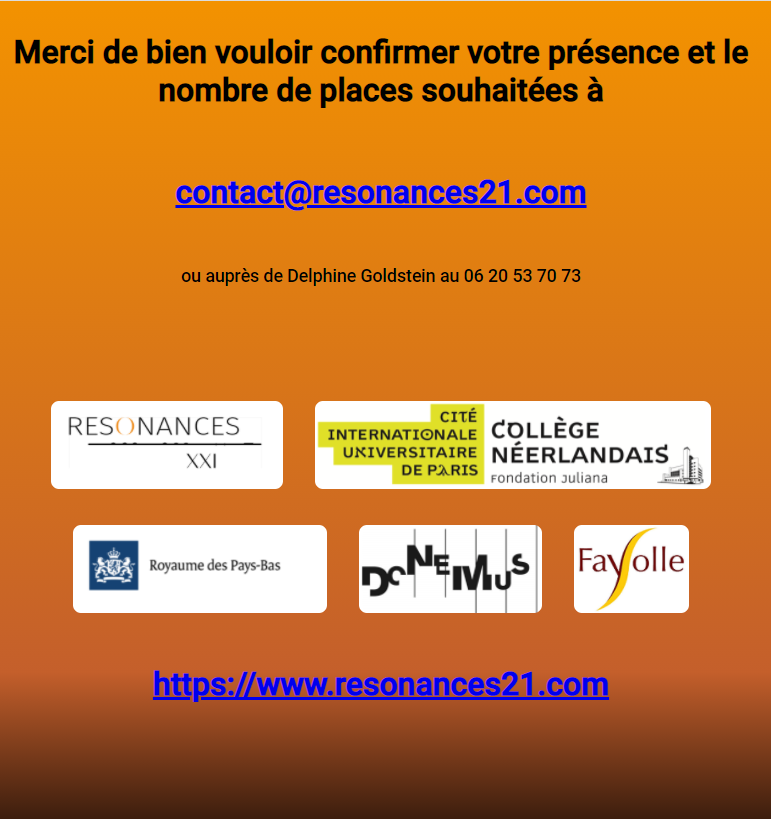 Merci de bien vouloir confirmer votre présence et le
nombre de places souhaitées à
contact@resonances21.com
ou auprès de Delphine Goldstein au 06 20 53 70 73
RESONANCES
XXI
CITÉ
INTERNATIONALE
UNIVERSITAIRE
DE PARIS
COLLÈGE
NÉERLANDAIS
Fondation Juliana
Royaume des Pays-Bas
DONEMUS
Fayolle
https://www.resonances21.com